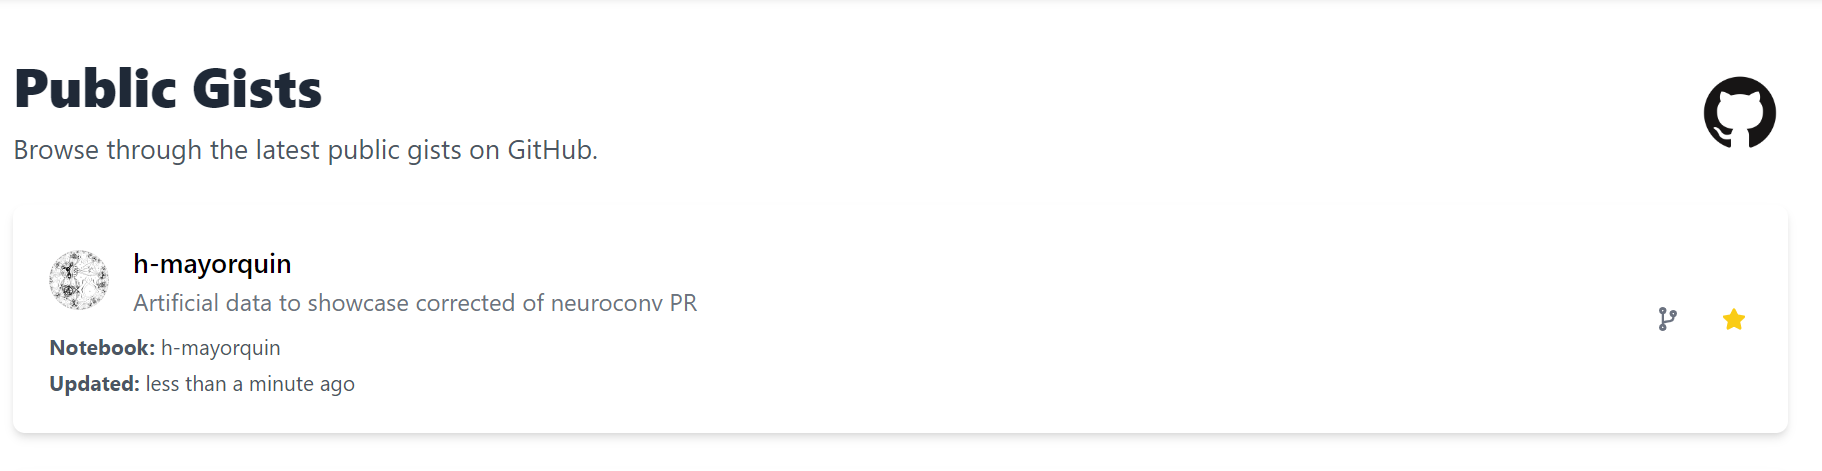 Public Gists
Browse through the latest public gists on GitHub.
h-mayorquin
Artificial data to showcase corrected of neuroconv PR
Notebook: h-mayorquin
Updated: less than a minute ago